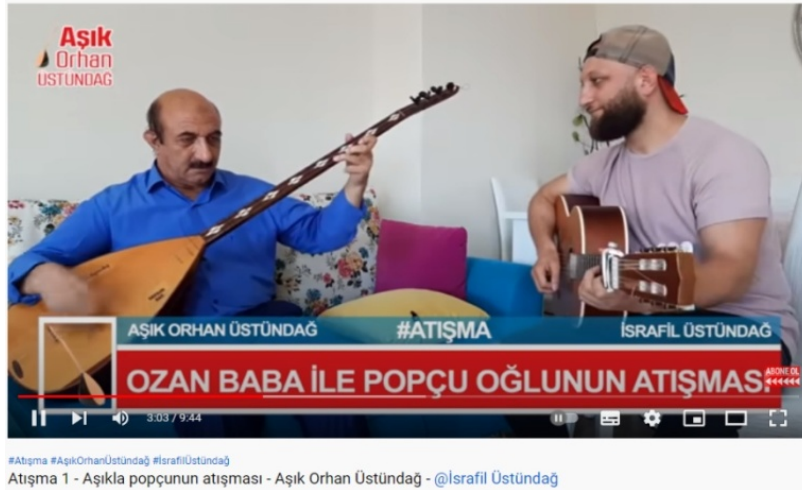 Aşık
Orhan
ÜSTÜNDAĞ
AŞIK ORHAN ÜSTÜNDAĞ #ATIŞMA İSRAFİL ÜSTÜNDAĞ
OZAN BABA İLE POPÇU OĞLUNUN ATIŞMASI
ABONE OL
3:03 / 9:44
#Atışma #AşıkOrhanÜstündağ #İsrafilÜstündağ
Atışma 1 - Aşıkla popçunun atışması - Aşık Orhan Üstündağ - @İsrafil Üstündağ